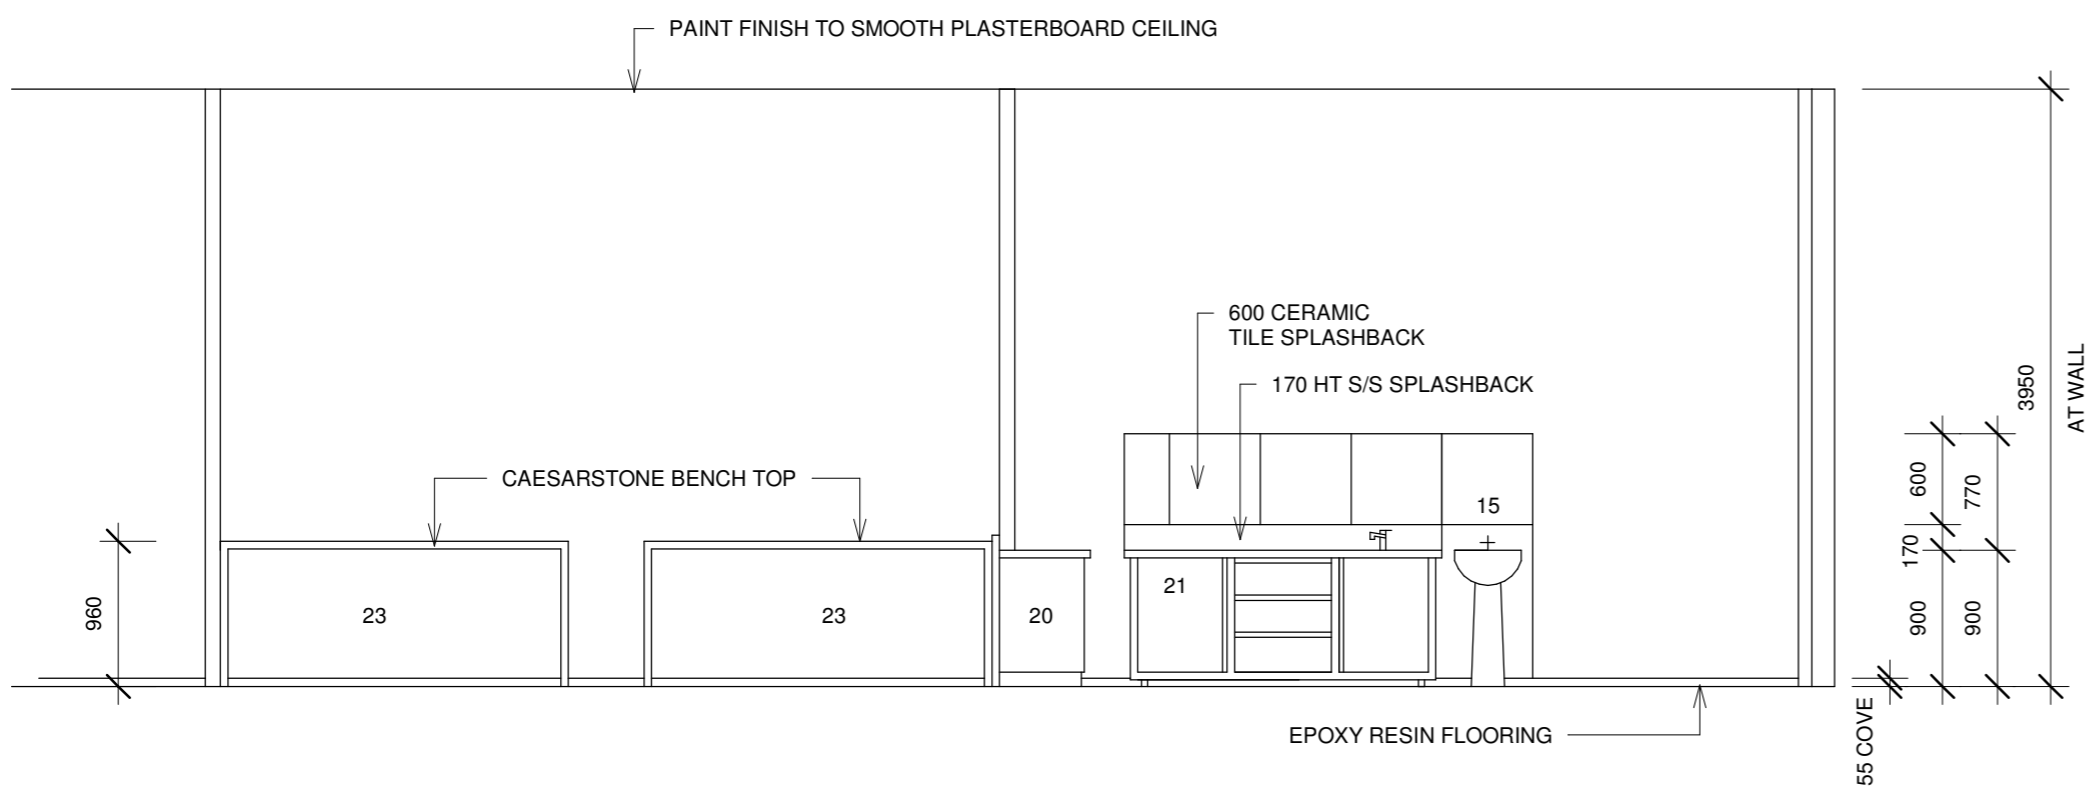 PAINT FINISH TO SMOOTH PLASTERBOARD CEILING
600 CERAMIC
TILE SPLASHBACK
170 HT S/S SPLASHBACK
3950
AT WALL
CAESARSTONE BENCH TOP
600
770
15
170
960
23
23
20
21
900
900
EPOXY RESIN FLOORING
55 COVE